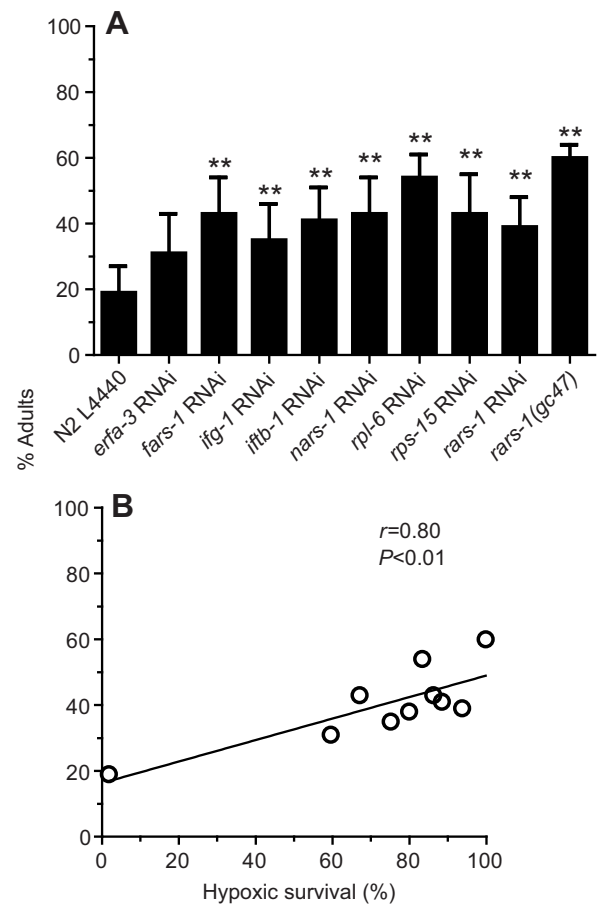 A
100
80
60
40
20
0
** ** ** ** ** ** ** **
N2 L4440
erfa-3 RNAi
fars-1 RNAi
ifg-1 RNAi
iftb-1 RNAi
nars-1 RNAi
rpl-6 RNAi
rps-15 RNAi
rars-1 RNAi
rars-1(gc47)
% Adults
B
r=0.80
P<0.01
100
80
60
40
20
0
0 20 40 60 80 100
Hypoxic survival (%)